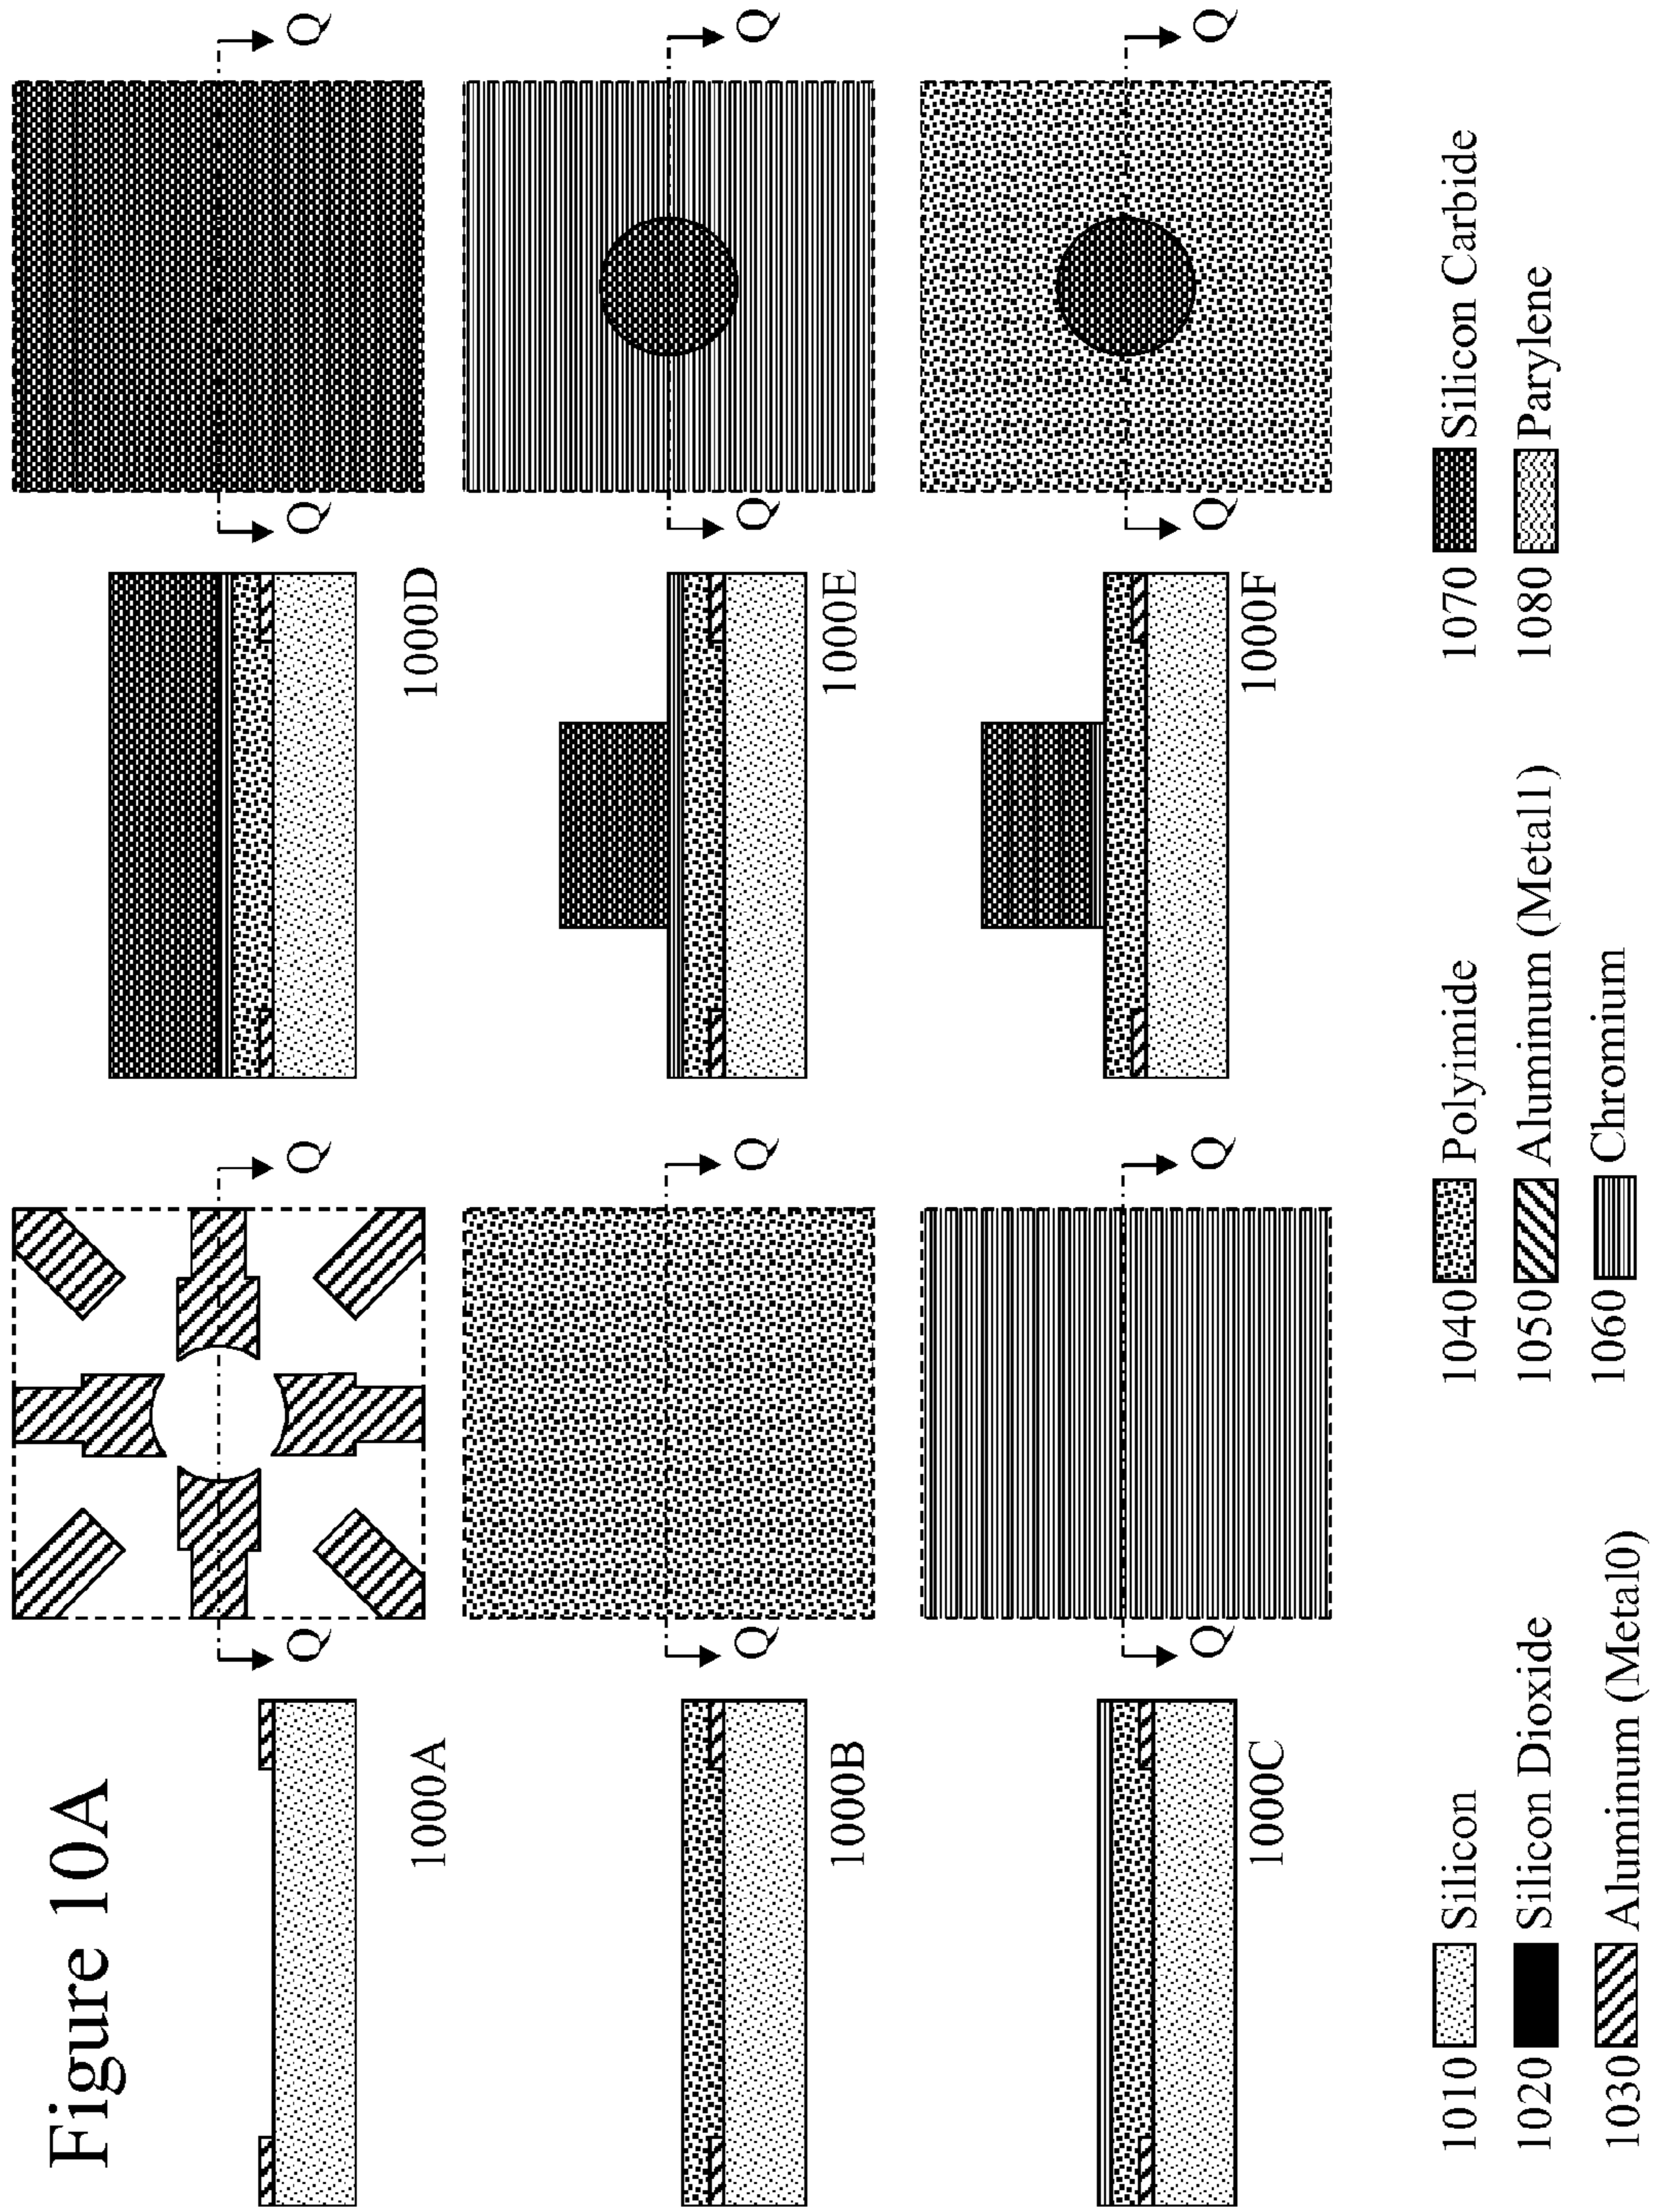 Figure 10A
Q Q
Q Q
1000A
1000D
Q Q
Q Q
1000B
1000E
Q Q
Q Q
1000C
1000F
1010 Silicon
1040 Polyimide
1070 Silicon Carbide
1020 Silicon Dioxide
1050 Aluminum (Metal1)
1080 Parylene
1030 Aluminum (Metal0)
1060 Chromium